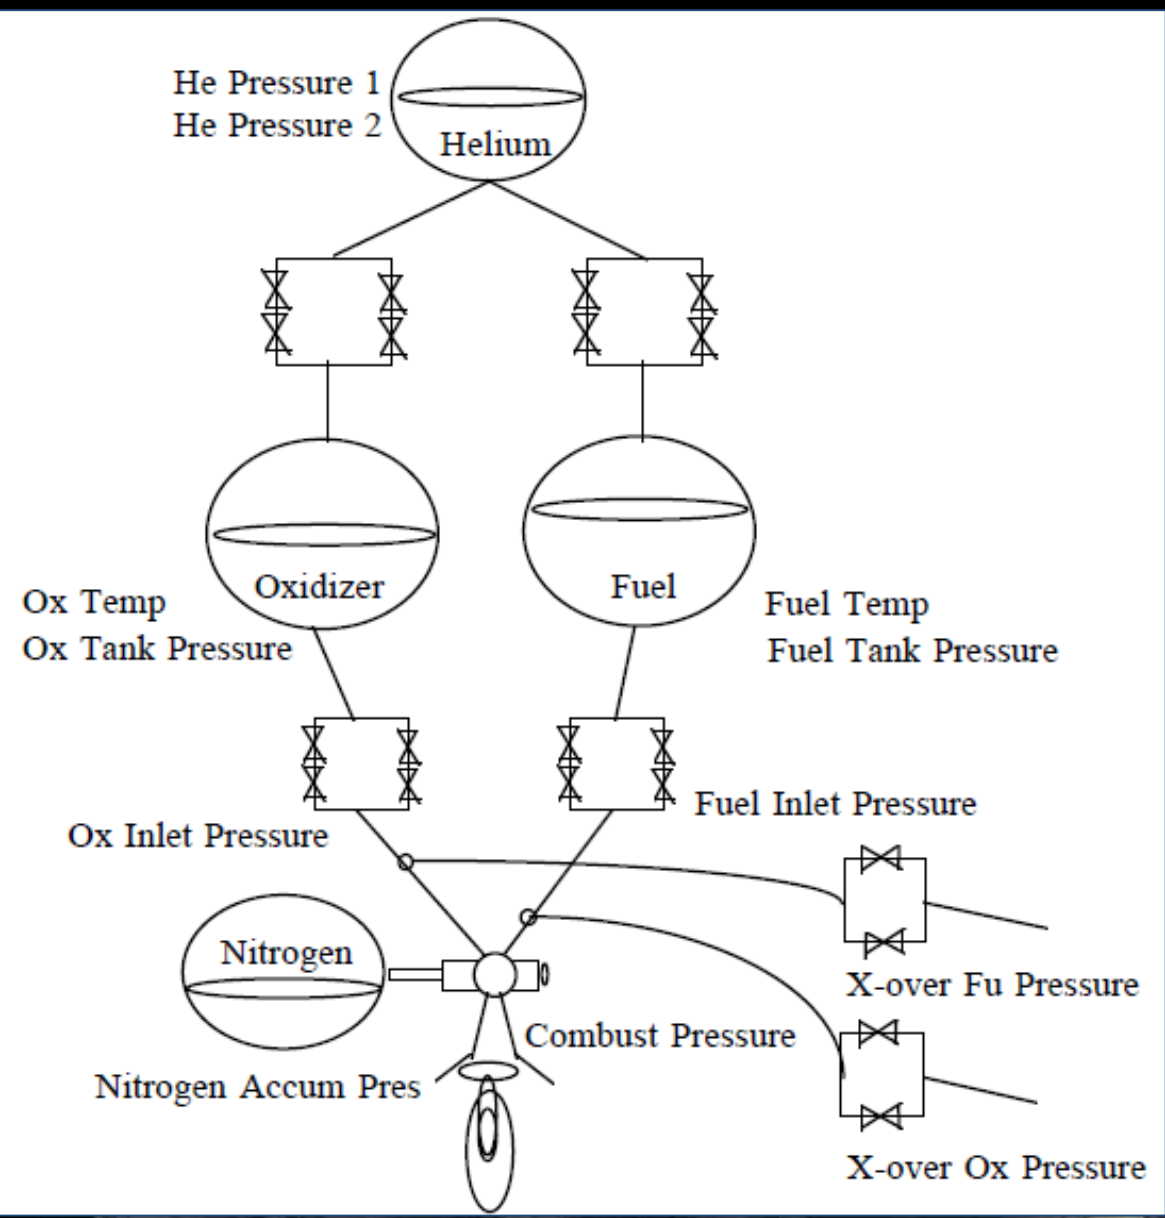 He Pressure 1
He Pressure 2
Helium
Oxidizer
Fuel
Ox Temp
Ox Tank Pressure
Fuel Temp
Fuel Tank Pressure
Fuel Inlet Pressure
Ox Inlet Pressure
Nitrogen
X-over Fu Pressure
Combust Pressure
Nitrogen Accum Pres
X-over Ox Pressure